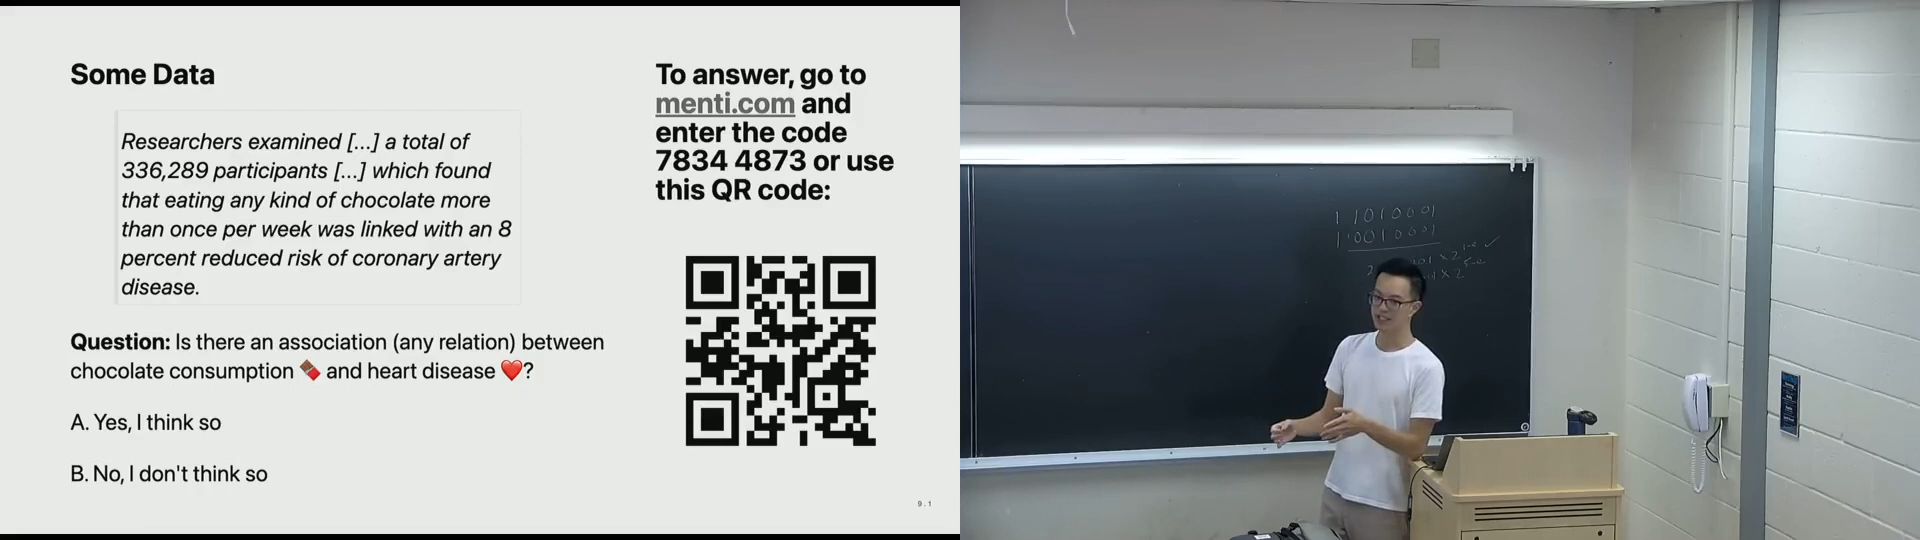 Some Data
Researchers examined [...] a total of
336,289 participants [...] which found
that eating any kind of chocolate more
than once per week was linked with an 8
percent reduced risk of coronary artery
disease.
Question: Is there an association (any relation) between
chocolate consumption 🍫 and heart disease ❤️?
A. Yes, I think so
B. No, I don't think so
To answer, go to
menti.com and
enter the code
7834 4873 or use
this QR code:
9.1
11010001
10010001